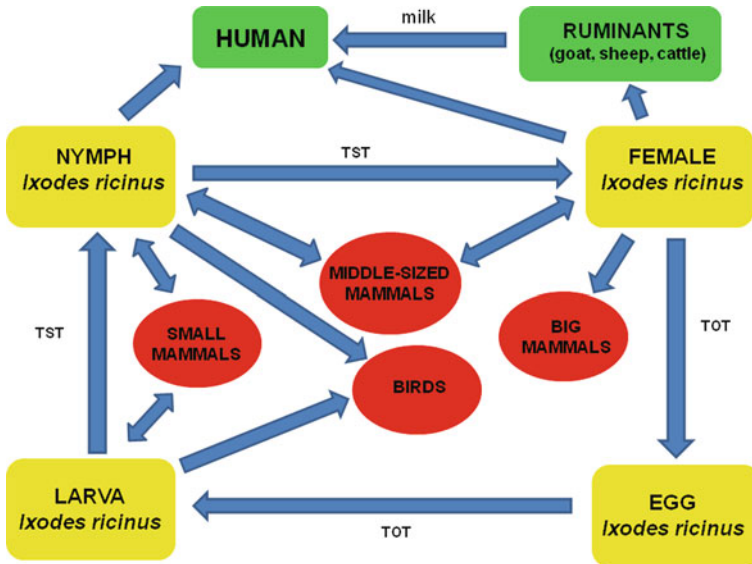 HUMAN
milk
RUMINANTS
(goat, sheep, cattle)
NYMPH
Ixodes ricinus
TST
FEMALE
Ixodes ricinus
MIDDLE-SIZED
MAMMALS
TST
SMALL
MAMMALS
BIG
MAMMALS
TOT
BIRDS
LARVA
Ixodes ricinus
TOT
EGG
Ixodes ricinus